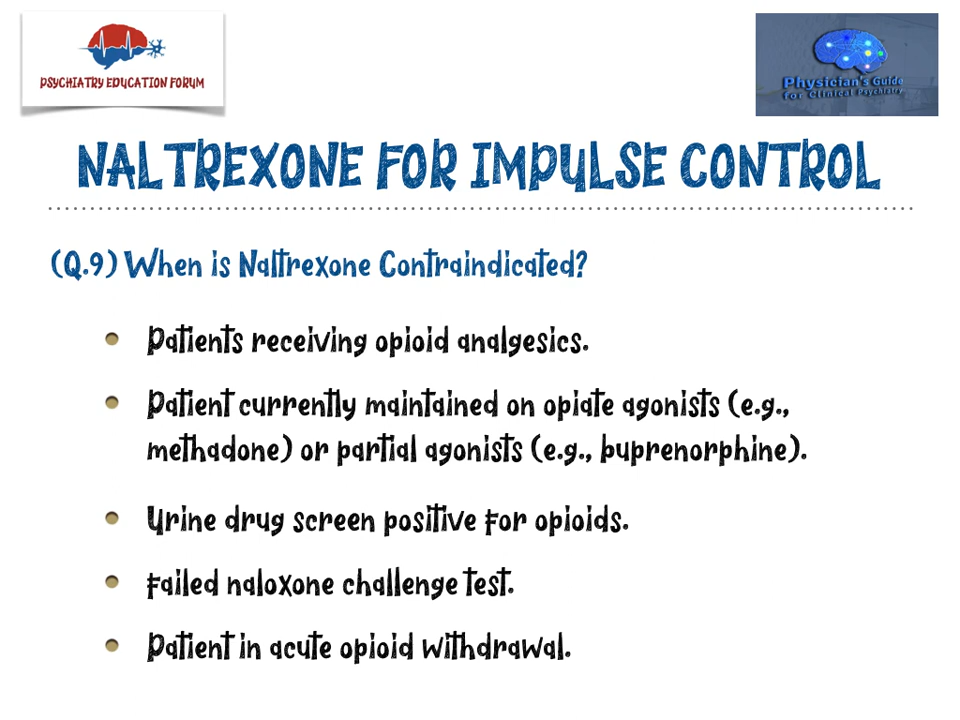 PSYCHIATRY EDUCATION FORUM
Physician's Guide
for Clinical Psychiatry
NALTREXONE FOR IMPULSE CONTROL
(Q.9) When is Naltrexone Contraindicated?
Patients receiving opioid analgesics.
Patient currently maintained on opiate agonists (e.g.,
methadone) or partial agonists (e.g., buprenorphine).
Urine drug screen positive for opioids.
Failed naloxone challenge test.
Patient in acute opioid withdrawal.